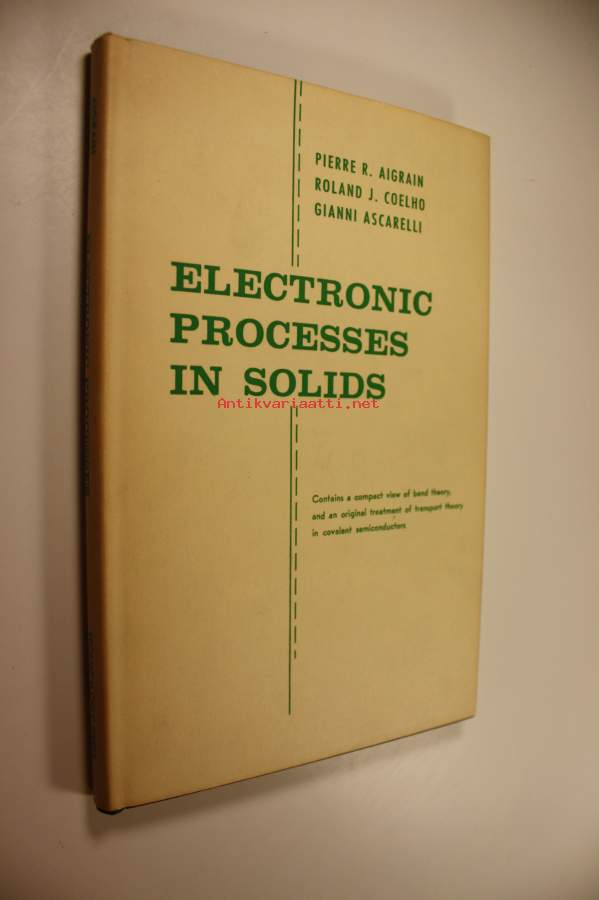 PIERRE R. AIGRAIN
ROLAND J. COELHO
GIANNI ASCARELLI
ELECTRONIC
PROCESSES
IN SOLIDS
Antikvariaatti.net
Contains a compact view of band theory,
and an original treatment of transport theory
in covalent semiconductors